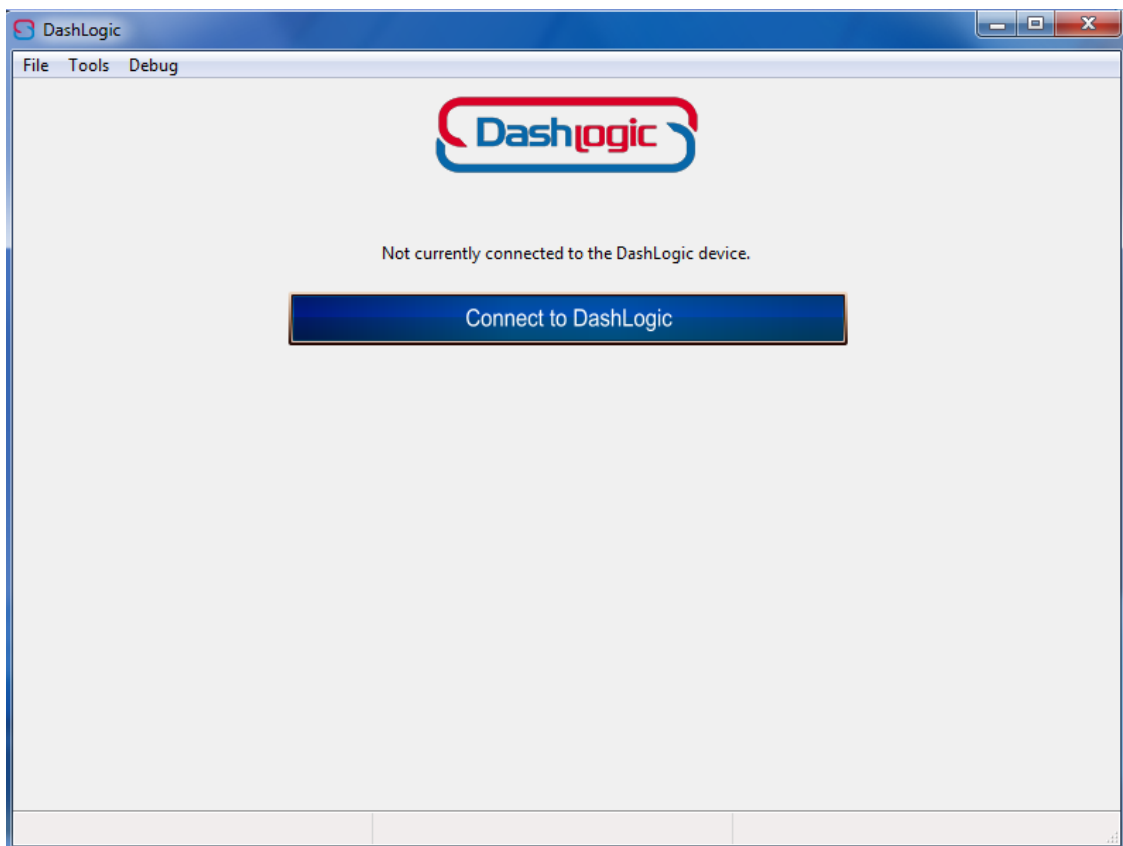 DashLogic
File Tools Debug
Dashlogic
Not currently connected to the DashLogic device.
Connect to DashLogic